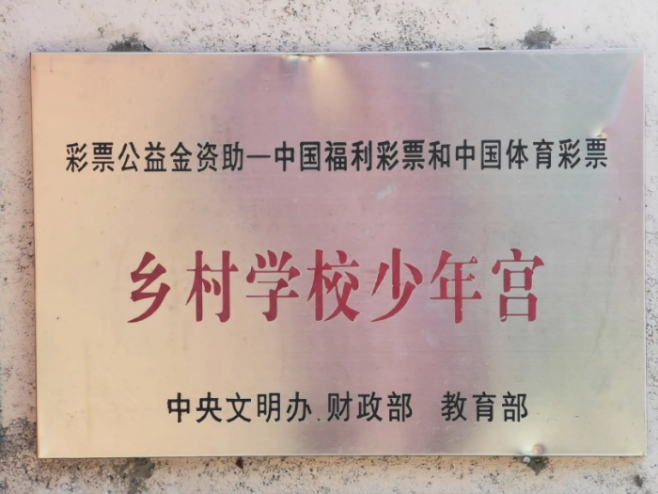 彩票公益金资助—中国福利彩票和中国体育彩票
乡村学校少年宫
中央文明办 财政部 教育部